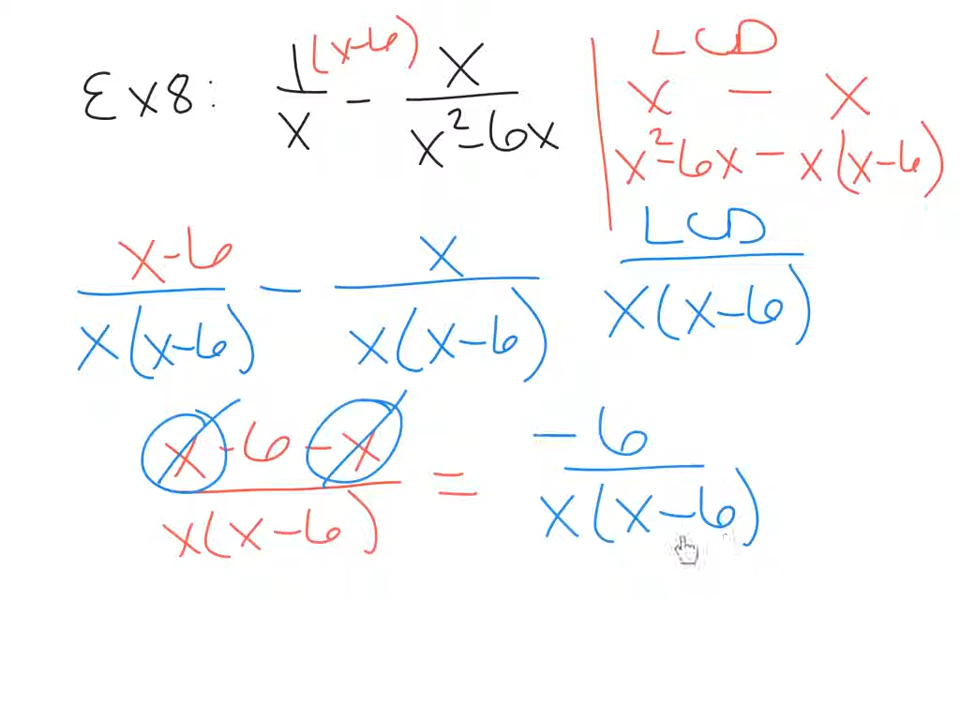 Ex8: 1(x-6)/x - x/(x²-6x)
LCD
x - x
x²-6x - x(x-6)
LCD
x(x-6)
(x-6)/(x(x-6)) - x/(x(x-6))
(x-6-x)/(x(x-6)) = -6/(x(x-6))